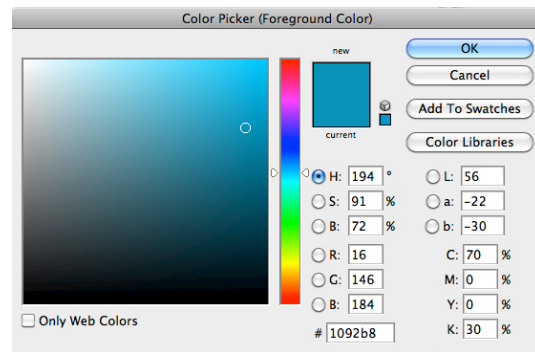 Color Picker (Foreground Color)
new
current
OK
Cancel
Add To Swatches
Color Libraries
H: 194 °
S: 91 %
B: 72 %
R: 16
G: 146
B: 184
# 1092b8
L: 56
a: -22
b: -30
C: 70 %
M: 0 %
Y: 0 %
K: 30 %
Only Web Colors